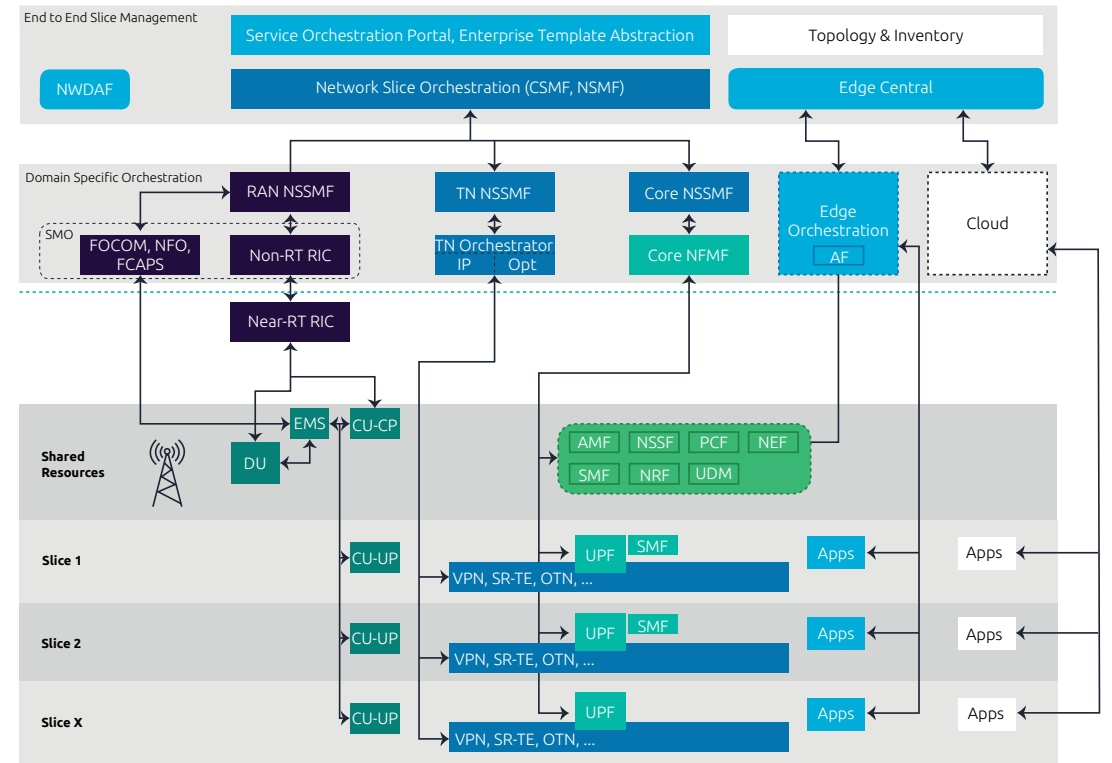 End to End Slice Management
Service Orchestration Portal, Enterprise Template Abstraction
Topology & Inventory
NWDAF
Network Slice Orchestration (CSMF, NSMF)
Edge Central
Domain Specific Orchestration
RAN NSSMF
TN NSSMF
Core NSSMF
Edge
Orchestration
AF
Cloud
SMO
FOCOM, NFO,
FCAPS
Non-RT RIC
TN Orchestrator
IP
Opt
Core NFMF
Near-RT RIC
Shared
Resources
EMS
CU-CP
DU
AMF
NSSF
PCF
NEF
SMF
NRF
UDM
Slice 1
CU-UP
UPF
SMF
VPN, SR-TE, OTN, ...
Apps
Apps
Slice 2
CU-UP
UPF
SMF
VPN, SR-TE, OTN, ...
Apps
Apps
Slice X
CU-UP
UPF
VPN, SR-TE, OTN, ...
Apps
Apps